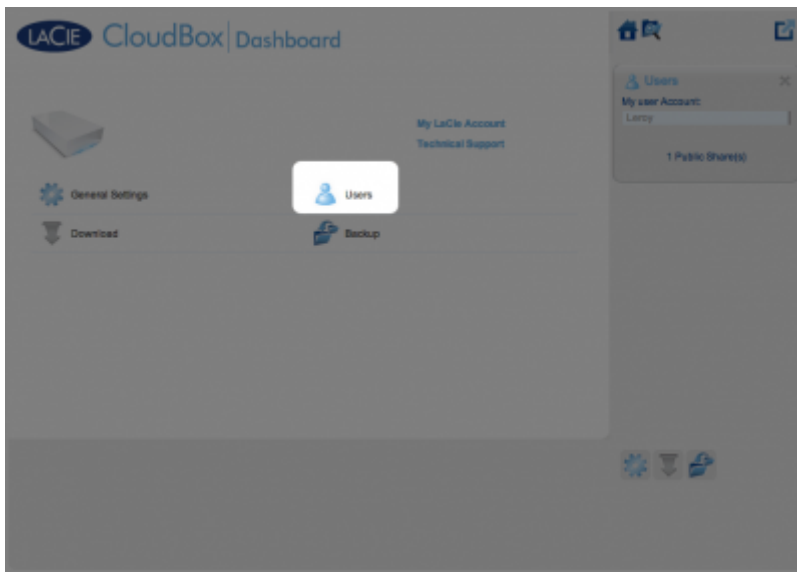 LACIE CloudBox Dashboard
Users
My user Account:
Leroy
1 Public Share(s)
My LaCie Account
Technical Support
General Settings
Users
Download
Backup